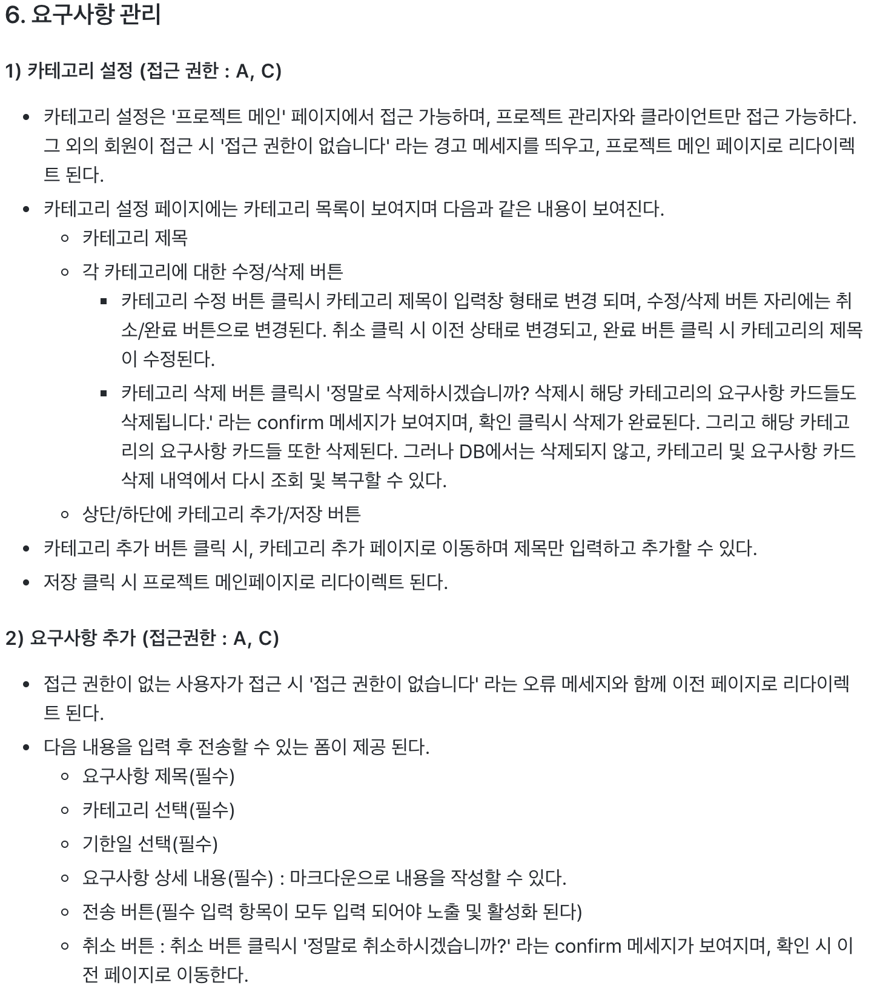 6. 요구사항 관리
1) 카테고리 설정 (접근 권한 : A, C)
카테고리 설정은 '프로젝트 메인' 페이지에서 접근 가능하며, 프로젝트 관리자와 클라이언트만 접근 가능하다.
그 외의 회원이 접근 시 '접근 권한이 없습니다' 라는 경고 메세지를 띄우고, 프로젝트 메인 페이지로 리다이렉
트 된다.
카테고리 설정 페이지에는 카테고리 목록이 보여지며 다음과 같은 내용이 보여진다.
카테고리 제목
각 카테고리에 대한 수정/삭제 버튼
카테고리 수정 버튼 클릭시 카테고리 제목이 입력창 형태로 변경 되며, 수정/삭제 버튼 자리에는 취
소/완료 버튼으로 변경된다. 취소 클릭 시 이전 상태로 변경되고, 완료 버튼 클릭 시 카테고리의 제목
이 수정된다.
카테고리 삭제 버튼 클릭시 '정말로 삭제하시겠습니까? 삭제시 해당 카테고리의 요구사항 카드들도
삭제됩니다.' 라는 confirm 메세지가 보여지며, 확인 클릭시 삭제가 완료된다. 그리고 해당 카테고
리의 요구사항 카드들 또한 삭제된다. 그러나 DB에서는 삭제되지 않고, 카테고리 및 요구사항 카드
삭제 내역에서 다시 조회 및 복구할 수 있다.
상단/하단에 카테고리 추가/저장 버튼
카테고리 추가 버튼 클릭 시, 카테고리 추가 페이지로 이동하며 제목만 입력하고 추가할 수 있다.
저장 클릭 시 프로젝트 메인페이지로 리다이렉트 된다.
2) 요구사항 추가 (접근권한 : A, C)
접근 권한이 없는 사용자가 접근 시 '접근 권한이 없습니다' 라는 오류 메세지와 함께 이전 페이지로 리다이렉
트 된다.
다음 내용을 입력 후 전송할 수 있는 폼이 제공 된다.
요구사항 제목(필수)
카테고리 선택(필수)
기한일 선택(필수)
요구사항 상세 내용(필수) : 마크다운으로 내용을 작성할 수 있다.
전송 버튼(필수 입력 항목이 모두 입력 되어야 노출 및 활성화 된다)
취소 버튼 : 취소 버튼 클릭시 '정말로 취소하시겠습니까?' 라는 confirm 메세지가 보여지며, 확인 시 이
전 페이지로 이동한다.